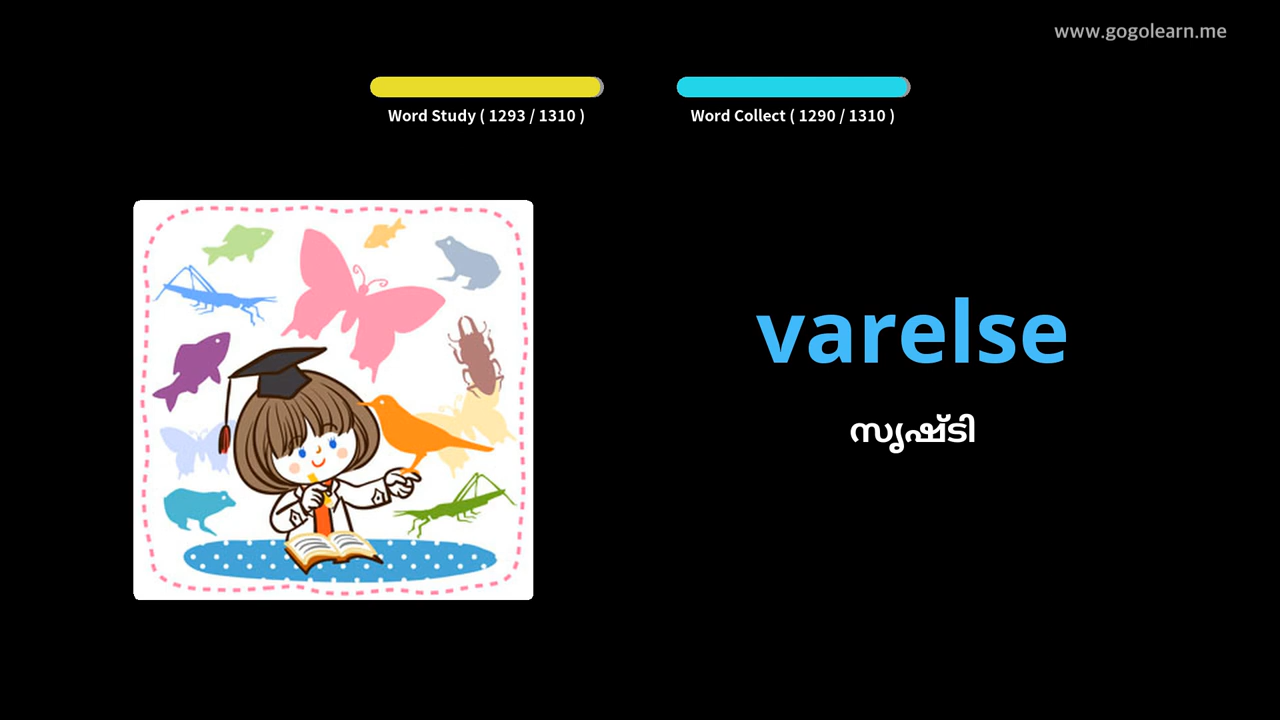 www.gogolearn.me
Word Study ( 1293 / 1310 )
Word Collect ( 1290 / 1310 )
varelse
സൃഷ്ടി